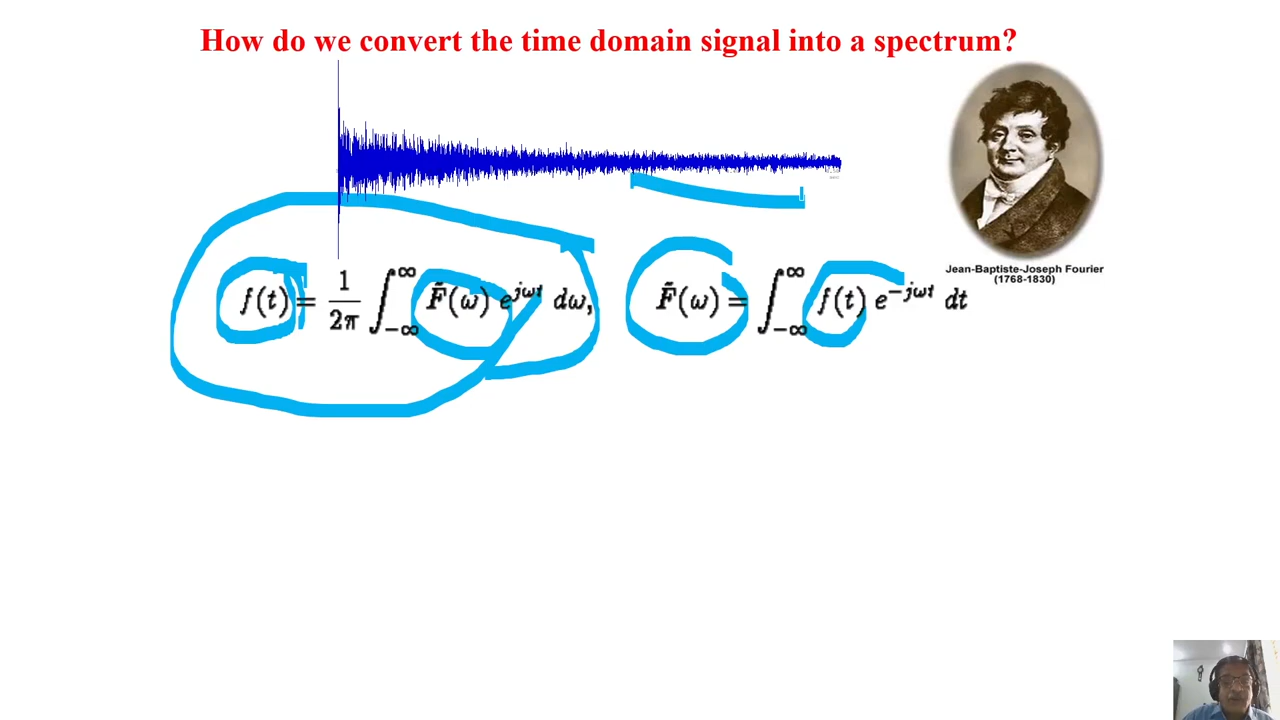 How do we convert the time domain signal into a spectrum?
Jean-Baptiste-Joseph Fourier
(1768-1830)
f(t) = 1/2π ∫_{-∞}^{∞} F̃(ω) e^{jωt} dω, F̃(ω) = ∫_{-∞}^{∞} f(t) e^{-jωt} dt